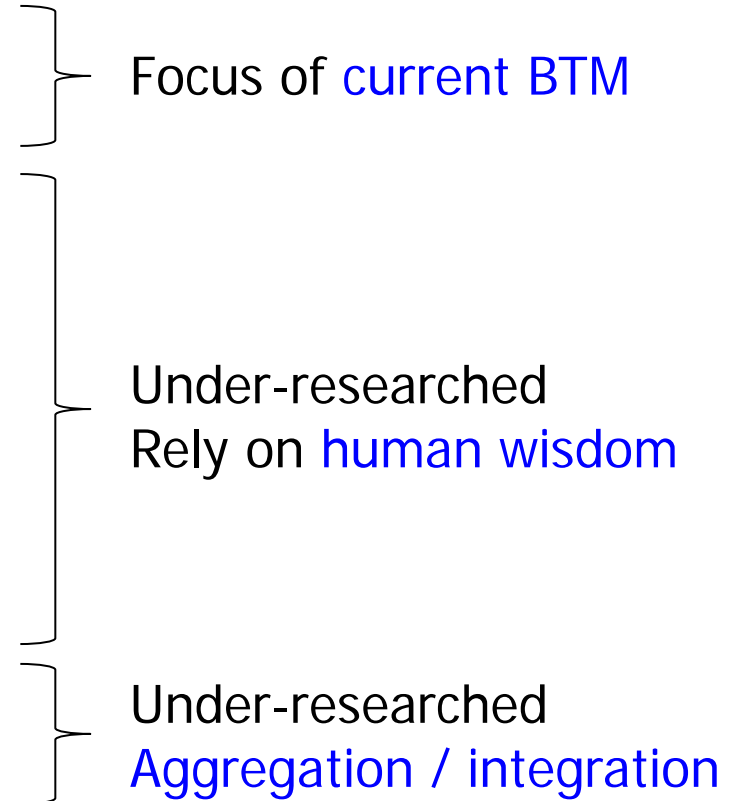 Focus of current BTM
Under-researched
Rely on human wisdom
Under-researched
Aggregation / integration